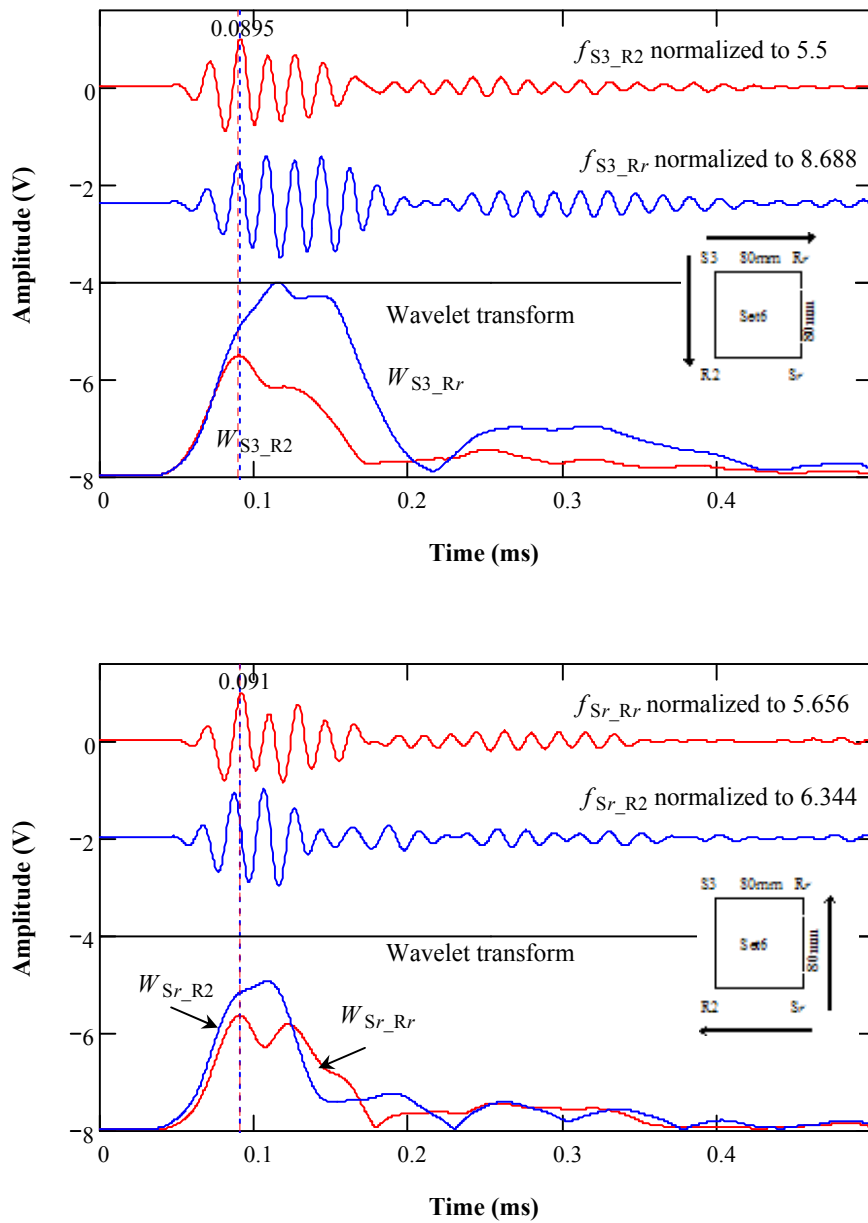 0.0895
f S3_R2 normalized to 5.5
0
f S3_Rr normalized to 8.688
−2
Amplitude (V)
S3 80mm Rr
−4
Wavelet transform
Set6
80mm
W S3_Rr
−6
R2 Sr
W S3_R2
−8
0 0.1 0.2 0.3 0.4
Time (ms)
0.091
f Sr_Rr normalized to 5.656
0
f Sr_R2 normalized to 6.344
−2
Amplitude (V)
S3 80mm Rr
−4
Wavelet transform
Set6
80mm
W Sr_R2
R2 Sr
W Sr_Rr
−6
−8
0 0.1 0.2 0.3 0.4
Time (ms)